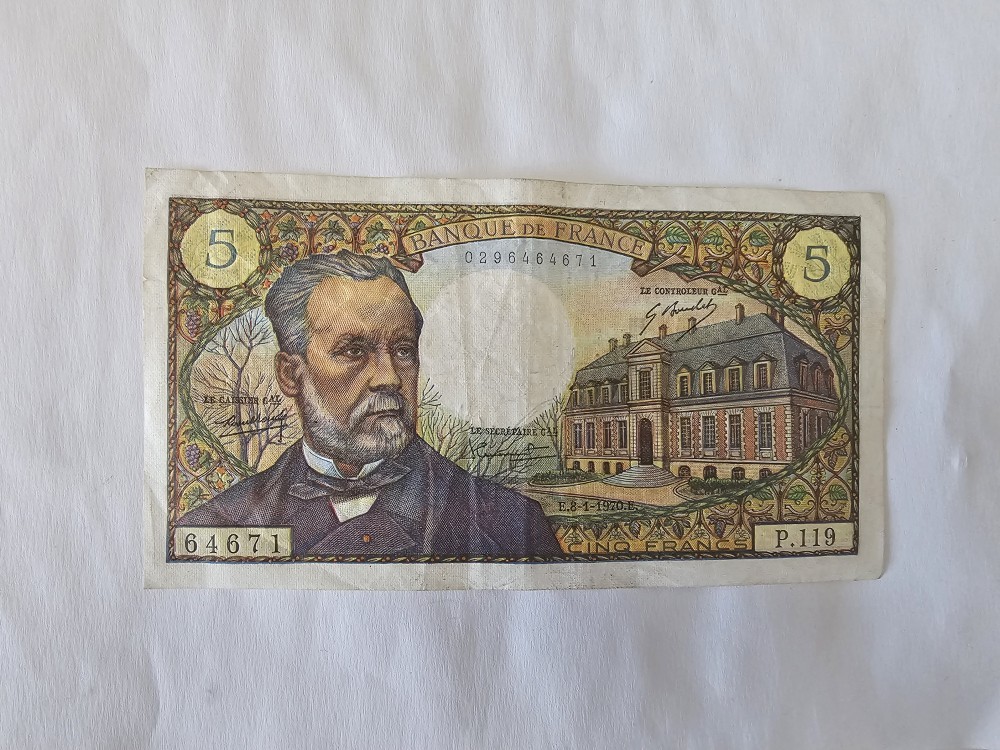 5
BANQUE DE FRANCE
5
0296464671
LE CONTROLEUR GAL
LE CAISSIER GAL
LE SECRÉTAIRE GAL
E.8-1-1970.E.
64671
CINQ FRANCS
P.119